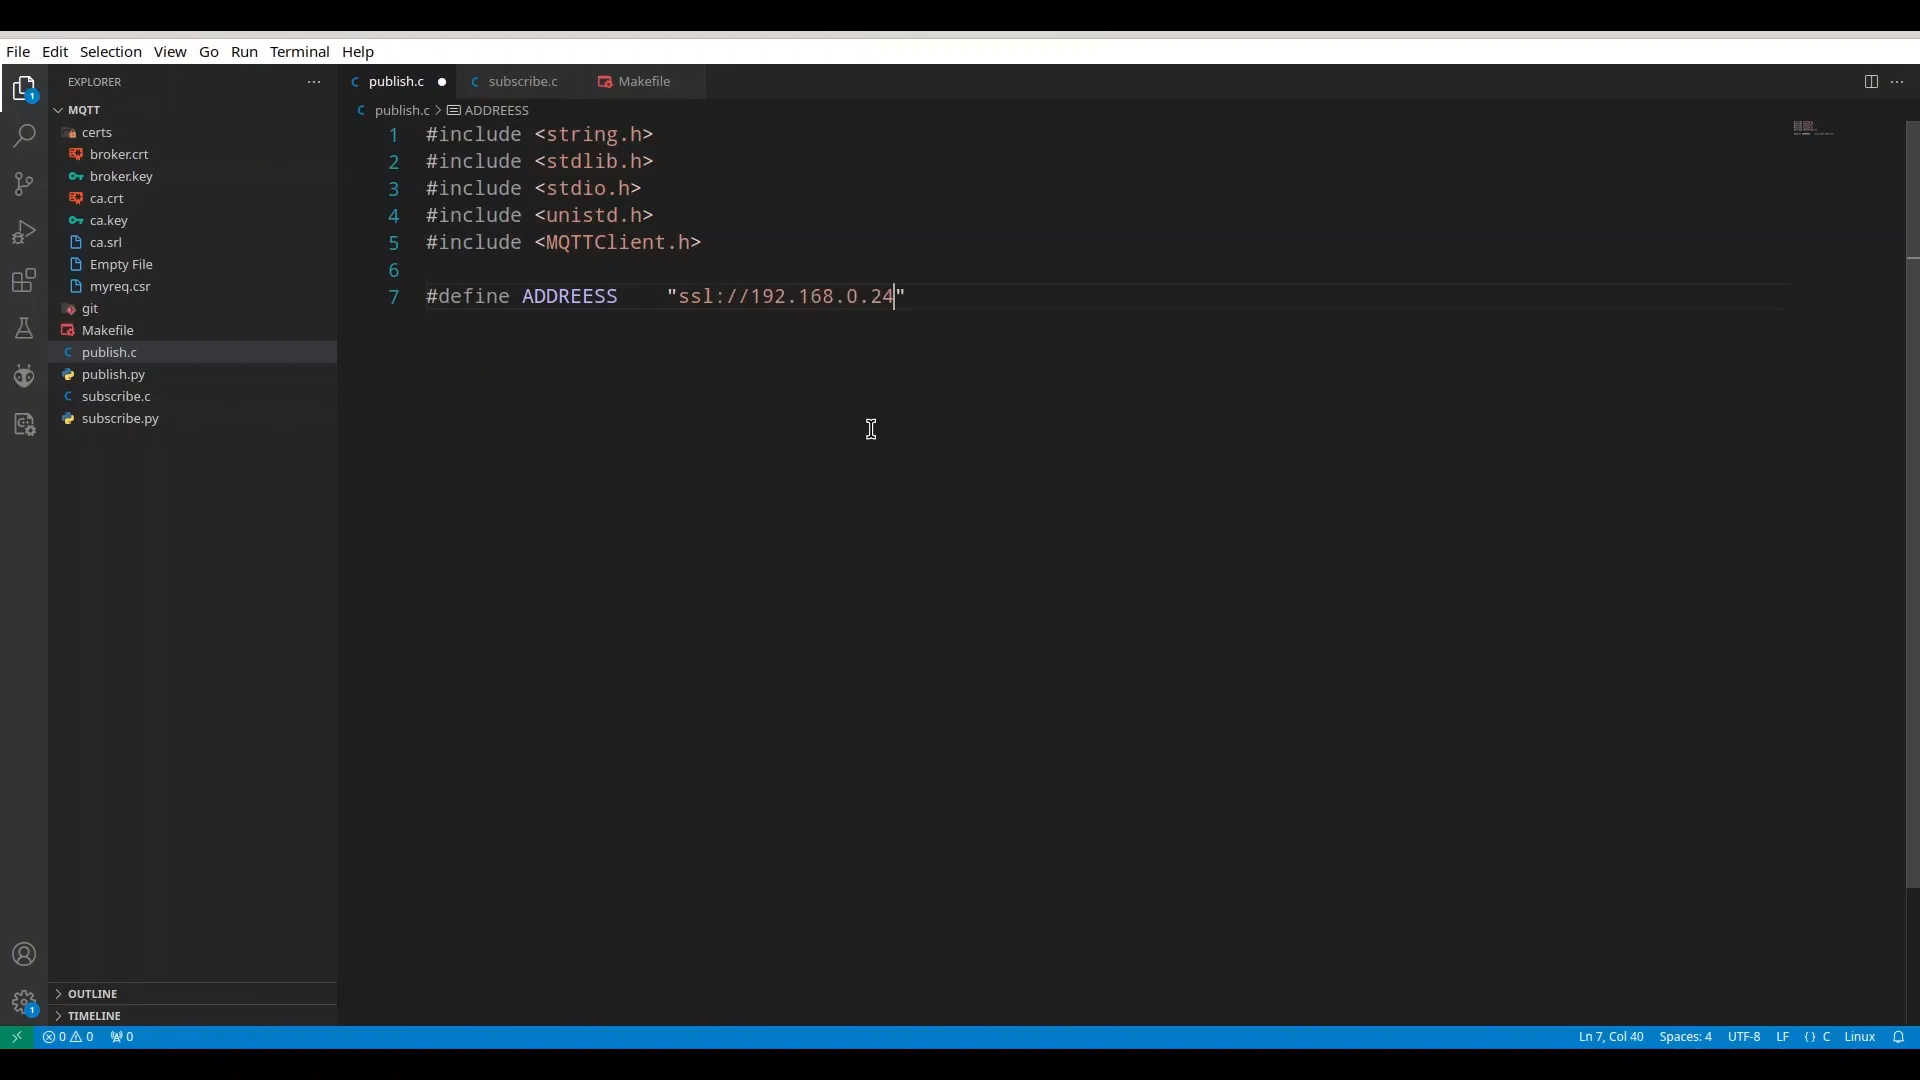 File Edit Selection View Go Run Terminal Help
EXPLORER
publish.c
subscribe.c
Makefile
MQTT
publish.c > ADDREESS
certs
broker.crt
broker.key
ca.crt
ca.key
ca.srl
Empty File
myreq.csr
git
Makefile
publish.c
publish.py
subscribe.c
subscribe.py
1 #include <string.h>
2 #include <stdlib.h>
3 #include <stdio.h>
4 #include <unistd.h>
5 #include <MQTTClient.h>
6
7 #define ADDREESS    "ssl://192.168.0.24"
1
OUTLINE
TIMELINE
1
0 0 0
Ln 7, Col 40 Spaces: 4 UTF-8 LF {} C Linux